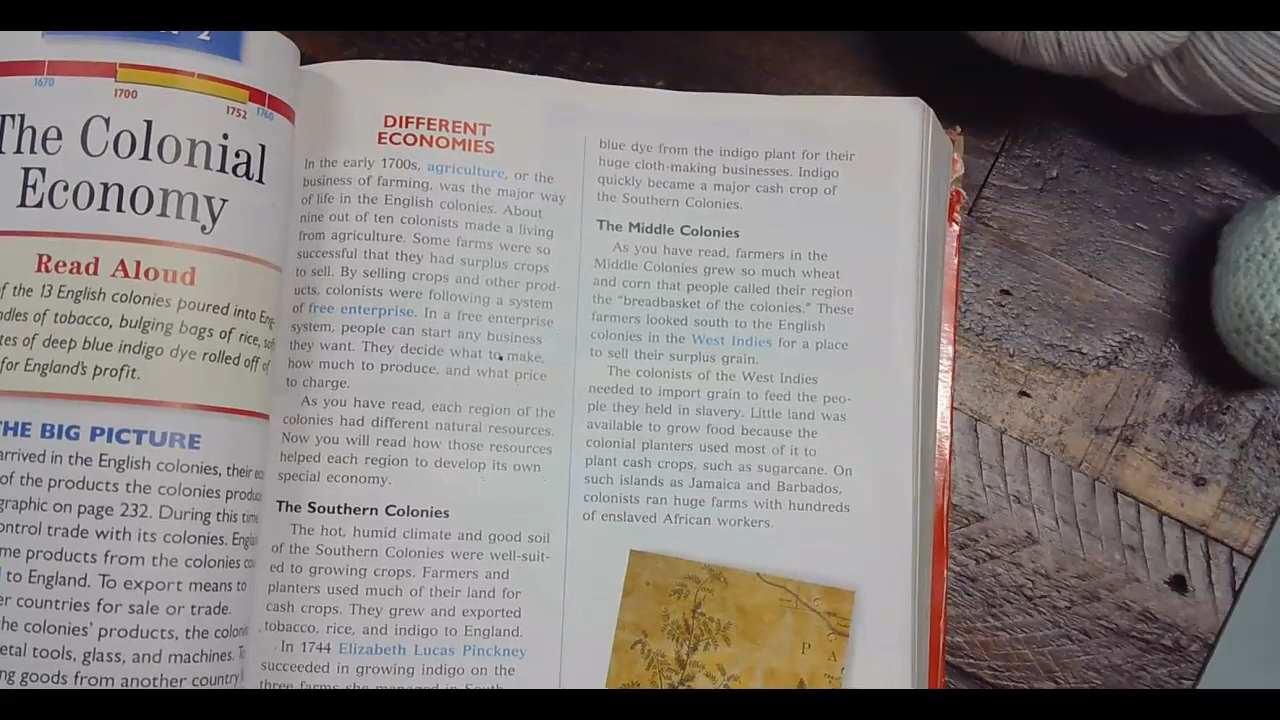 2
1670
1700
1752
1760
The Colonial
Economy
Read Aloud
of the 13 English colonies poured into
of tobacco, bulging bags of rice,
of deep blue indigo dye rolled off of
for England's profit.
THE BIG PICTURE
arrived in the English colonies, their
of the products the colonies
graphic on page 232. During this time
trade with its colonies.
products from the colonies
to England. To export means to
countries for sale or trade.
the colonies' products, the
tools, glass, and machines.
goods from another country
DIFFERENT
ECONOMIES
In the early 1700s, agriculture, or the
business of farming, was the major way
of life in the English colonies. About
nine out of ten colonists made a living
from agriculture. Some farms were so
successful that they had surplus crops
to sell. By selling crops and other prod-
ucts, colonists were following a system
of free enterprise. In a free enterprise
system, people can start any business
they want. They decide what to make,
how much to produce, and what price
to charge.
As you have read, each region of the
colonies had different natural resources.
Now you will read how those resources
helped each region to develop its own
special economy.
The Southern Colonies
The hot, humid climate and good soil
of the Southern Colonies were well-suit-
ed to growing crops. Farmers and
planters used much of their land for
cash crops. They grew and exported
tobacco, rice, and indigo to England.
In 1744 Elizabeth Lucas Pinckney
succeeded in growing indigo on the
three farms she managed in South
blue dye from the indigo plant for their
huge cloth-making businesses. Indigo
quickly became a major cash crop of
the Southern Colonies.
The Middle Colonies
As you have read, farmers in the
Middle Colonies grew so much wheat
and corn that people called their region
the "breadbasket of the colonies." These
farmers looked south to the English
colonies in the West Indies for a place
to sell their surplus grain.
The colonists of the West Indies
needed to import grain to feed the peo-
ple they held in slavery. Little land was
available to grow food because the
colonial planters used most of it to
plant cash crops, such as sugarcane. On
such islands as Jamaica and Barbados,
colonists ran huge farms with hundreds
of enslaved African workers.
P A